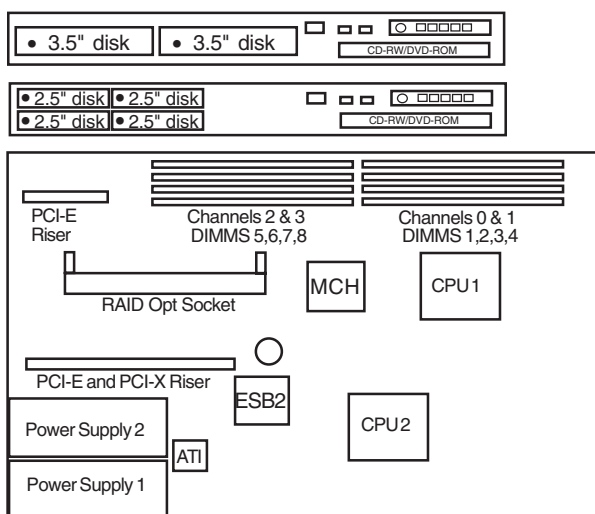 • 3.5" disk • 3.5" disk
CD-RW/DVD-ROM
• 2.5" disk • 2.5" disk
• 2.5" disk • 2.5" disk
CD-RW/DVD-ROM
PCI-E
Riser
Channels 2 & 3
DIMMS 5,6,7,8
Channels 0 & 1
DIMMS 1,2,3,4
RAID Opt Socket
MCH
CPU1
PCI-E and PCI-X Riser
ESB2
CPU2
Power Supply 2
ATI
Power Supply 1